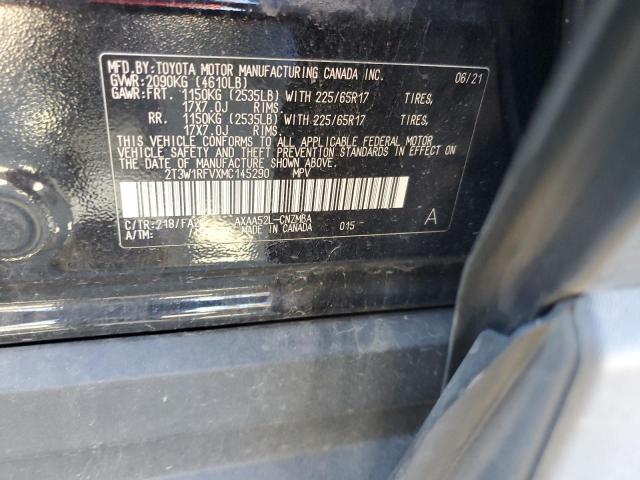 MFD.BY:TOYOTA MOTOR MANUFACTURING CANADA INC. 06/21
GVWR:2090KG (4610LB)
GAWR:FRT. 1150KG (2535LB) WITH 225/65R17 TIRES,
17X7.0J RIMS
RR. 1150KG (2535LB) WITH 225/65R17 TIRES,
17X7.0J RIMS
THIS VEHICLE CONFORMS TO ALL APPLICABLE FEDERAL MOTOR
VEHICLE SAFETY AND THEFT PREVENTION STANDARDS IN EFFECT ON
THE DATE OF MANUFACTURE SHOWN ABOVE.
2T3W1RFVXMC145290 MPV
C/TR:218/FA AXAA52L-CNZMBA
A/TM: MADE IN CANADA 015 A